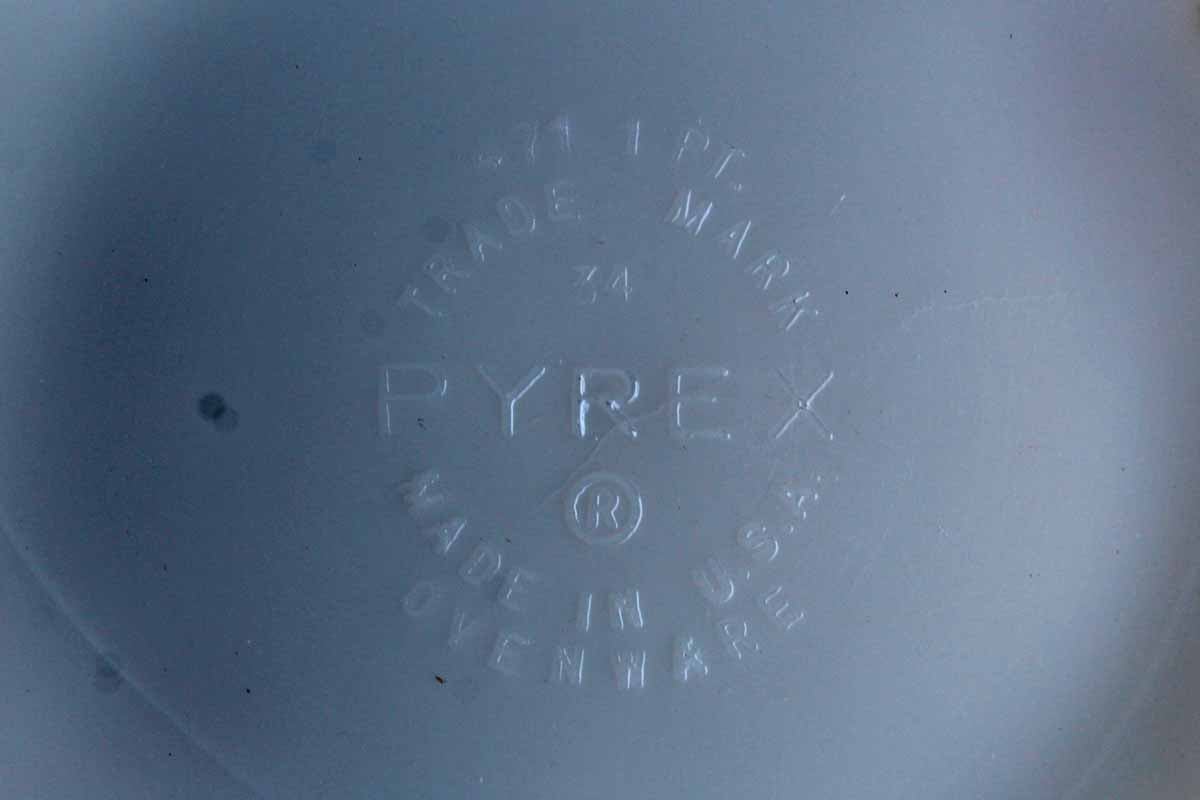 1 PT.
TRADE MARK
34
PYREX
®
MADE IN U.S.A.
OVENWARE